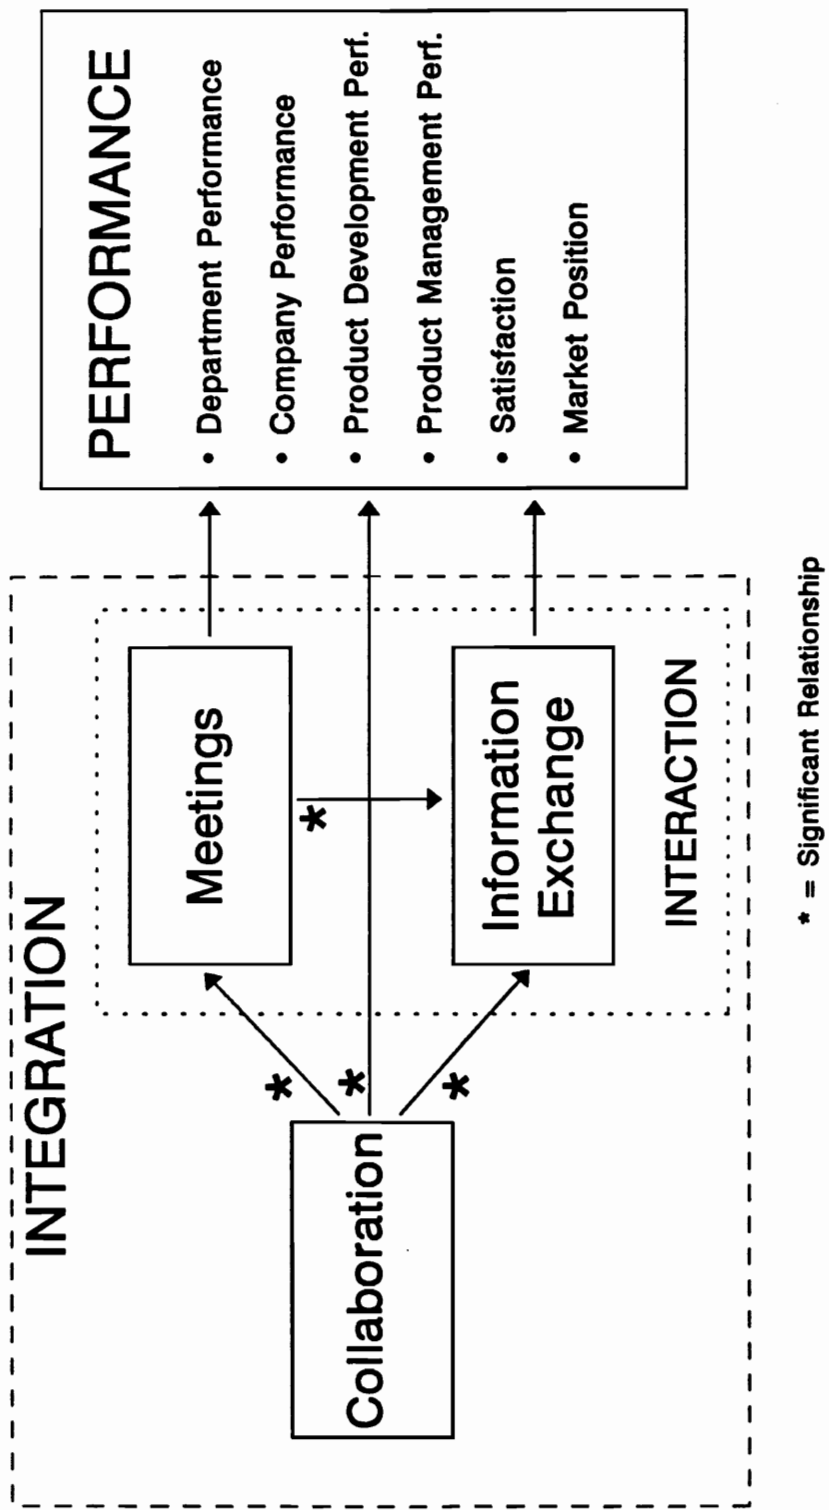 INTEGRATION
PERFORMANCE
Meetings
• Department Performance
• Company Performance
*
*
Collaboration
*
• Product Development Perf.
• Product Management Perf.
*
Information
Exchange
• Satisfaction
• Market Position
INTERACTION
* = Significant Relationship